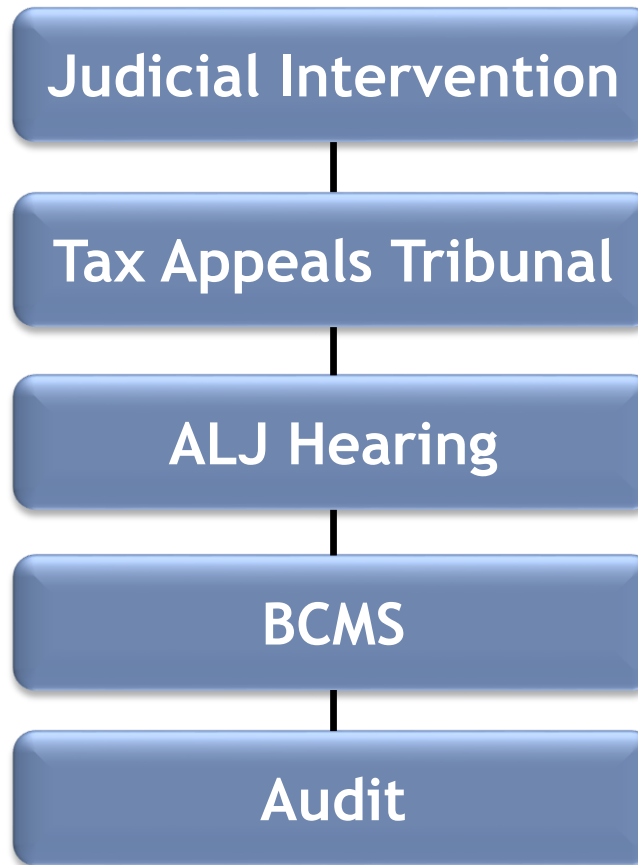 Judicial Intervention
Tax Appeals Tribunal
ALJ Hearing
BCMS
Audit